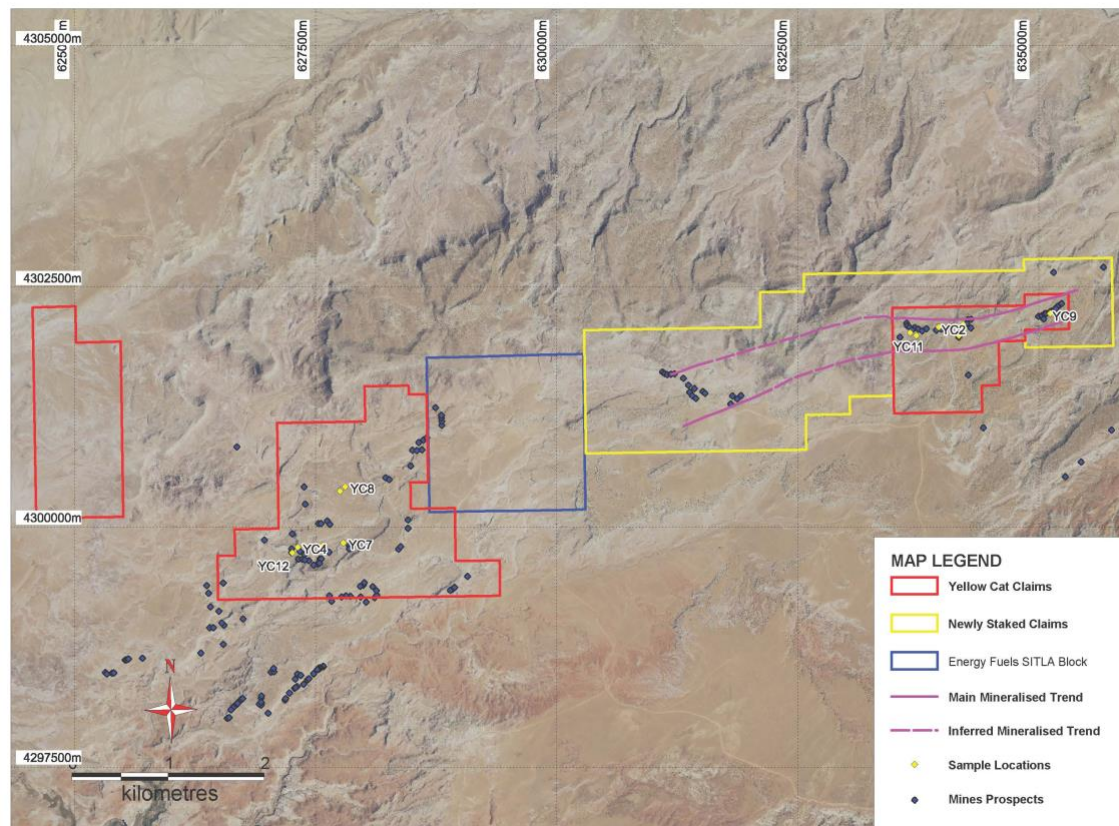 4305000m
625000m
627500m
630000m
632500m
635000m
4302500m
YC9
YC2
YC11
YC8
4300000m
YC4
YC7
YC12
MAP LEGEND
Yellow Cat Claims
Newly Staked Claims
Energy Fuels SITLA Block
Main Mineralised Trend
Inferred Mineralised Trend
Sample Locations
Mines Prospects
N
4297500m
0 1 2
kilometres